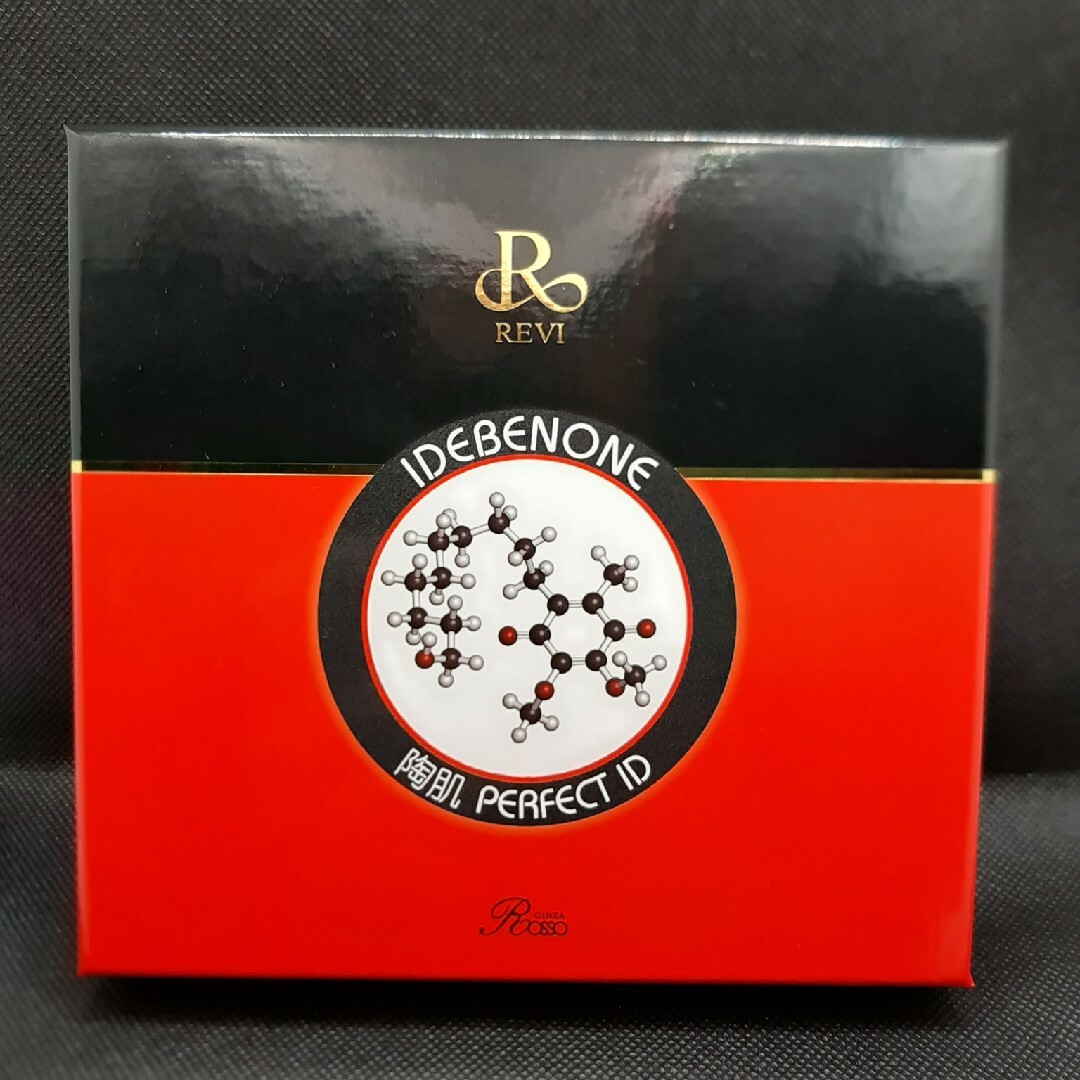 R
REVI
IDEBENONE
陶肌 PERFECT ID
GINZA
Rosso